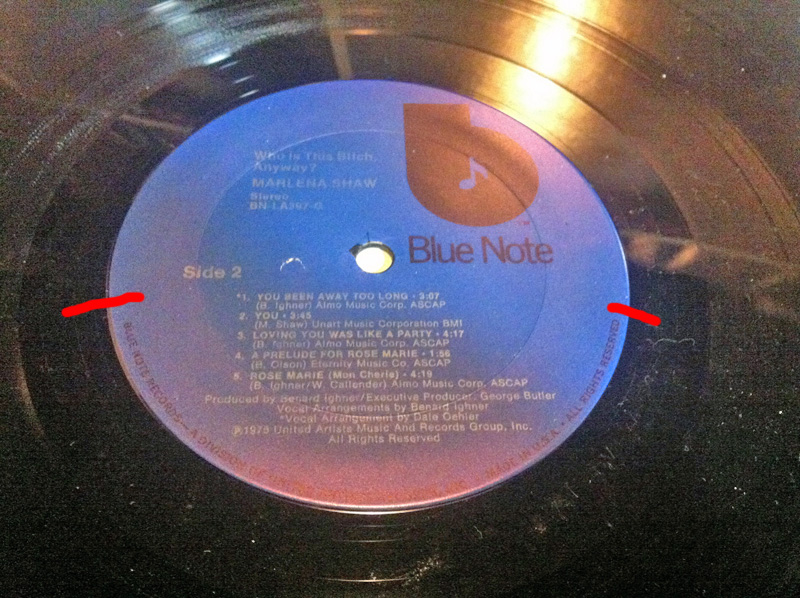 Who Is This Bitch,
Anyway?
MARLENA SHAW
Stereo
BN-LA397-G
Blue Note
Side 2
*1. YOU BEEN AWAY TOO LONG • 3:07
(B. Ighner) Almo Music Corp. ASCAP
2. YOU • 3:45
(M. Shaw) Unart Music Corporation BMI
3. LOVING YOU WAS LIKE A PARTY • 4:17
(B. Ighner) Almo Music Corp. ASCAP
4. A PRELUDE FOR ROSE MARIE • 1:56
(B. Olson) Eternity Music Co. ASCAP
5. ROSE MARIE (Mon Cherie) • 4:19
(B. Ighner/W. Callender) Almo Music Corp. ASCAP
Produced by Benard Ighner/Executive Producer: George Butler
Vocal Arrangements by Benard Ighner
*Vocal Arrangement by Dale Oehler
℗1975 United Artists Music And Records Group, Inc.
All Rights Reserved
BLUE NOTE RECORDS—A DIVISION OF UNITED ARTISTS MADE IN U.S.A. • ALL RIGHTS RESERVED